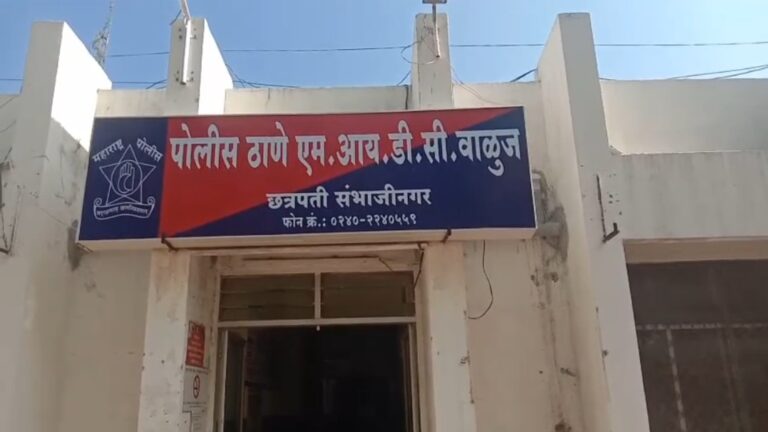 महाराष्ट्र पोलीस
पोलीस ठाणे एम.आय.डी.सी.वाळुज
छत्रपती संभाजीनगर
फोन क्रं.: ०२४०-२२४०५५९